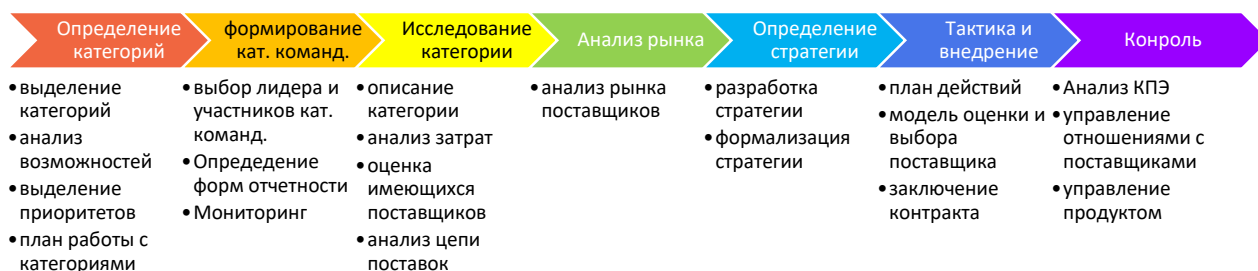 Определение
категорий
формирование
кат. команд.
Исследование
категории
Анализ рынка
Определение
стратегии
Тактика и
внедрение
Конроль
•выделение
категорий
•анализ
возможностей
•выделение
приоритетов
•план работы с
категориями
•выбор лидера и
участников кат.
команд.
•Опредедение
форм отчетности
•Мониторинг
•описание
категории
•анализ затрат
•оценка
имеющихся
поставщиков
•анализ цепи
поставок
•анализ рынка
поставщиков
•разработка
стратегии
•формализация
стратегии
•план действий
•модель оценки и
выбора
поставщика
•заключение
контракта
•Анализ КПЭ
•управление
отношениями с
поставщиками
•управление
продуктом